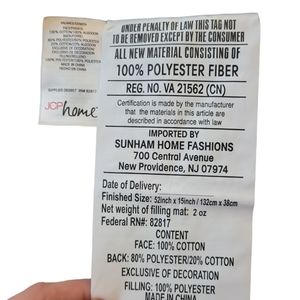 JCP
home
UNDER PENALTY OF LAW THIS TAG NOT
TO BE REMOVED EXCEPT BY THE CONSUMER
ALL NEW MATERIAL CONSISTING OF
100% POLYESTER FIBER
REG. NO. VA 21562 (CN)
Certification is made by the manufacturer
that the materials in this article are
described in accordance with law
IMPORTED BY
SUNHAM HOME FASHIONS
700 Central Avenue
New Providence, NJ 07974
Date of Delivery:
Finished Size: 52inch x 15inch / 132cm x 38cm
Net weight of filling mat: 2 oz
Federal RN#: 82817
CONTENT
FACE: 100% COTTON
BACK: 80% POLYESTER/20% COTTON
EXCLUSIVE OF DECORATION
FILLING: 100% POLYESTER
MADE IN CHINA